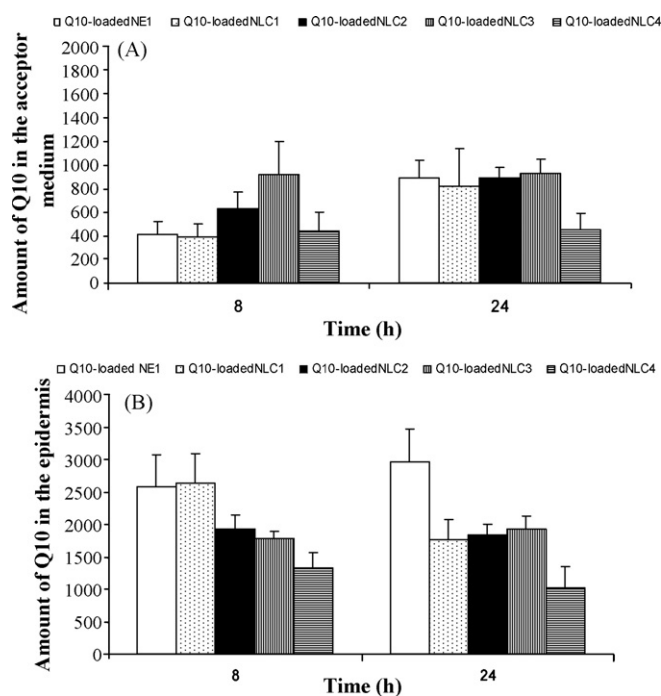 Q10-loadedNE1 Q10-loadedNLC1 Q10-loadedNLC2 Q10-loadedNLC3 Q10-loadedNLC4
(A)
Amount of Q10 in the acceptor
medium
2000
1800
1600
1400
1200
1000
800
600
400
200
0
8 24
Time (h)
Q10-loaded NE1 Q10-loadedNLC1 Q10-loadedNLC2 Q10-loadedNLC3 Q10-loadedNLC4
(B)
Amount of Q10 in the epidermis
3500
3000
2500
2000
1500
1000
500
0
8 24
Time (h)